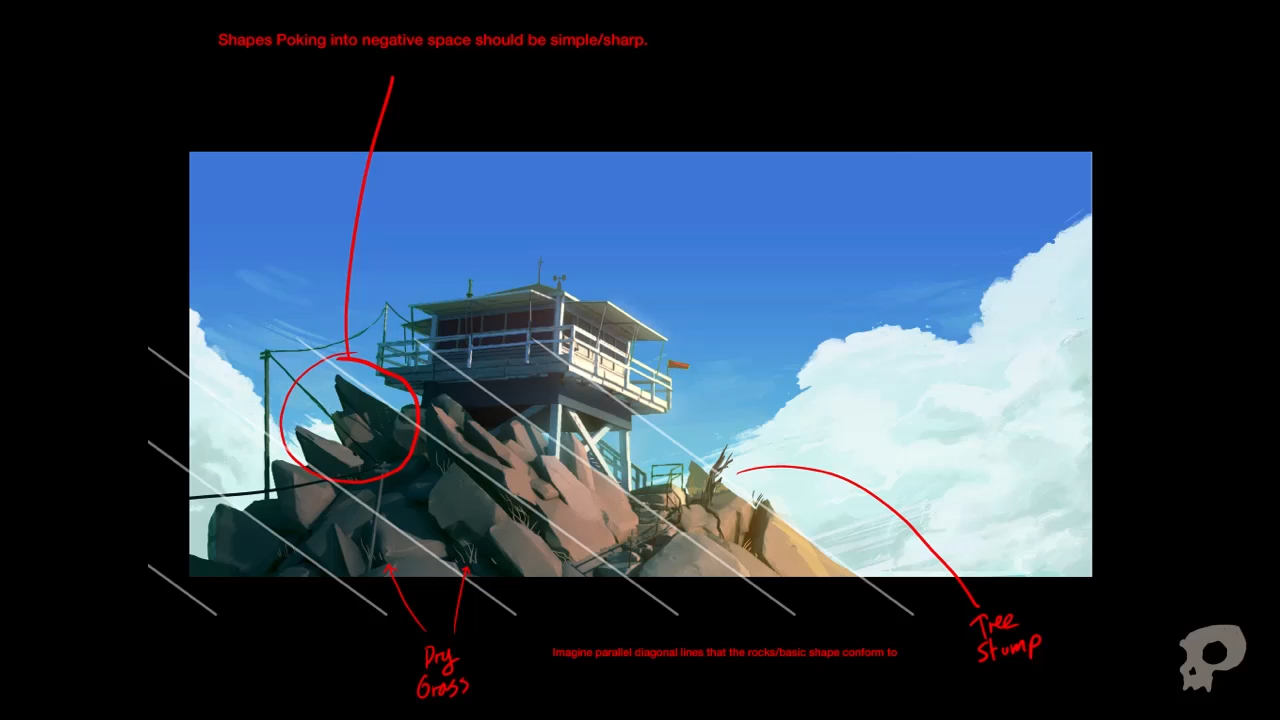 Shapes Poking into negative space should be simple/sharp.
Tree
Stump
Imagine parallel diagonal lines that the rocks/basic shape conform to
Dry
Grass